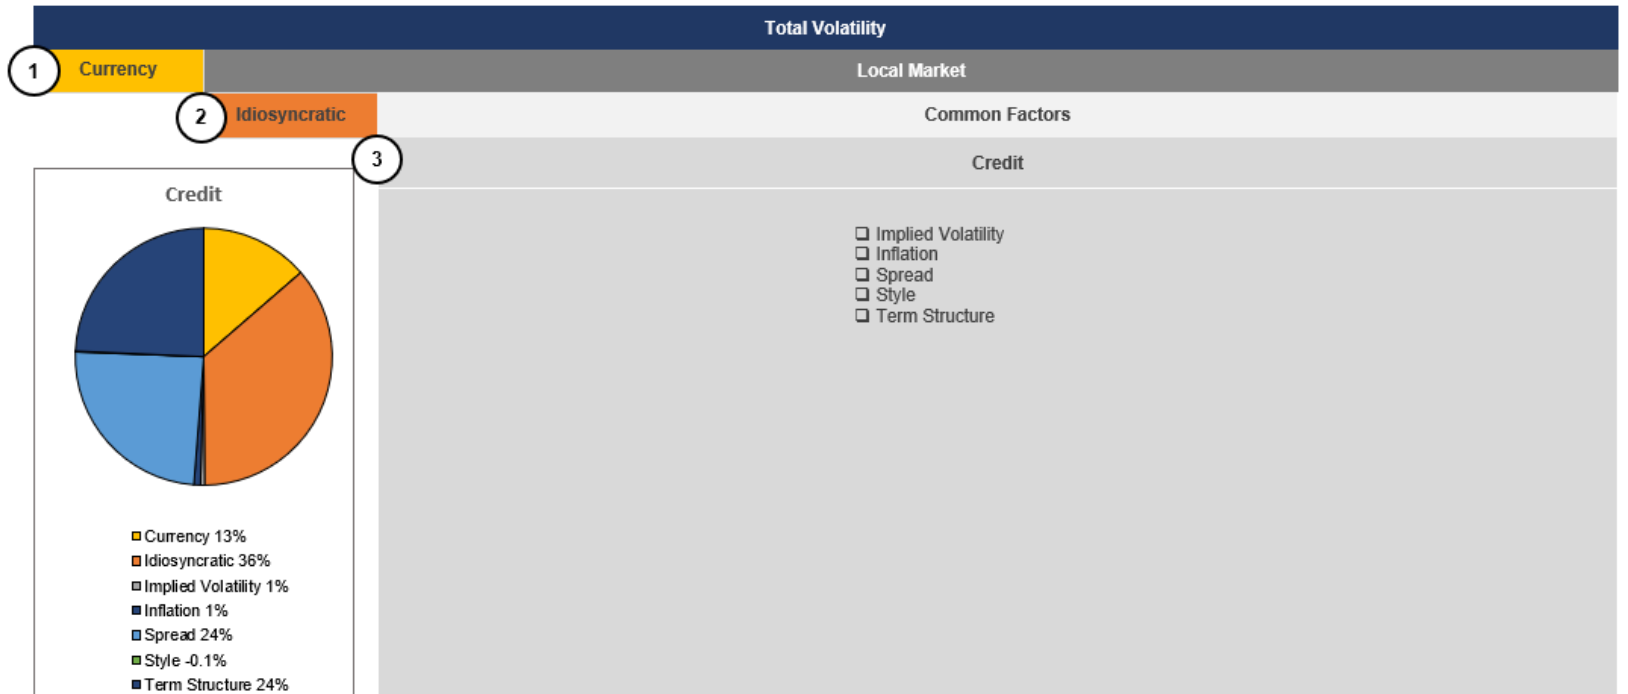 Total Volatility
1
Currency
Local Market
2
Idiosyncratic
Common Factors
3
Credit
Credit
❑ Implied Volatility
❑ Inflation
❑ Spread
❑ Style
❑ Term Structure
Currency 13%
Idiosyncratic 36%
Implied Volatility 1%
Inflation 1%
Spread 24%
Style -0.1%
Term Structure 24%